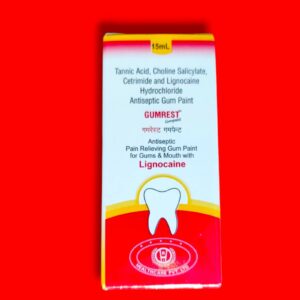 15mL
Tannic Acid, Choline Salicylate,
Cetrimide and Lignocaine
Hydrochloride
Antiseptic Gum Paint
GUMREST
गमरेस्ट गमपेन्ट
Antiseptic
Pain Relieving Gum Paint
for Gums & Mouth with
Lignocaine
HEALTHCARE PVT. LTD.